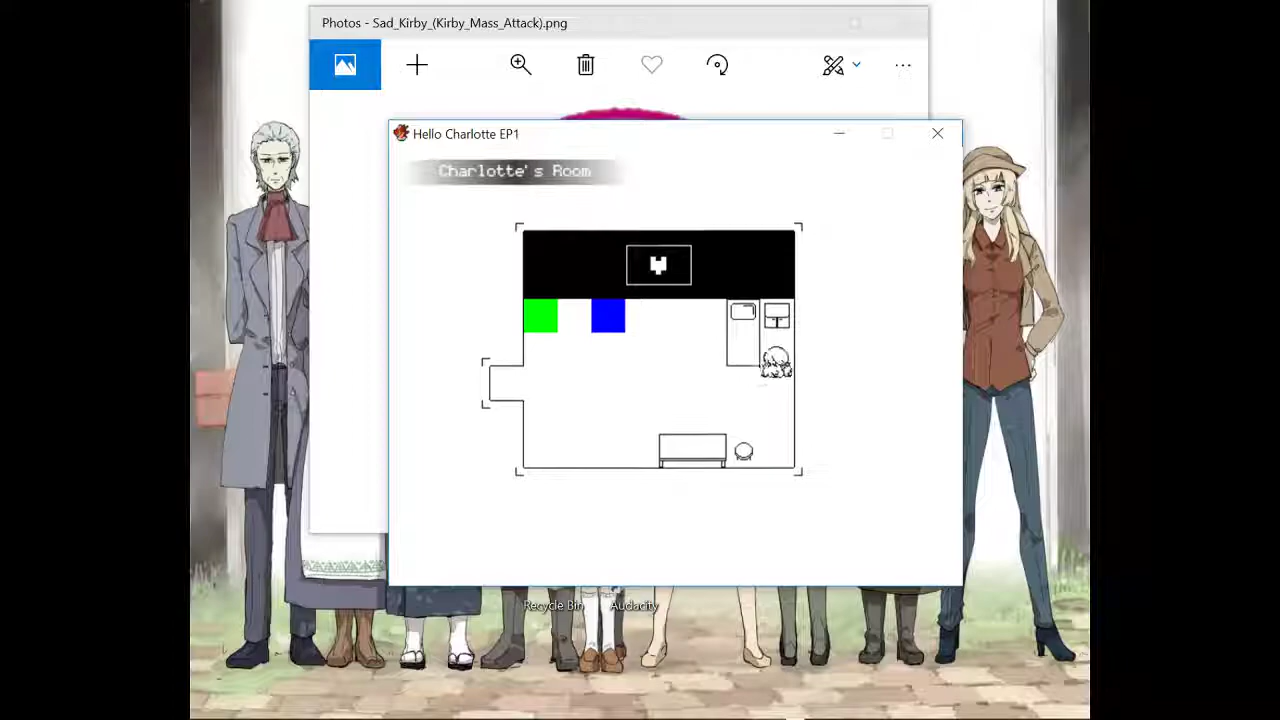 Photos - Sad_Kirby_(Kirby_Mass_Attack).png
Hello Charlotte EP1
Charlotte's Room
Recycle Bin
Audacity